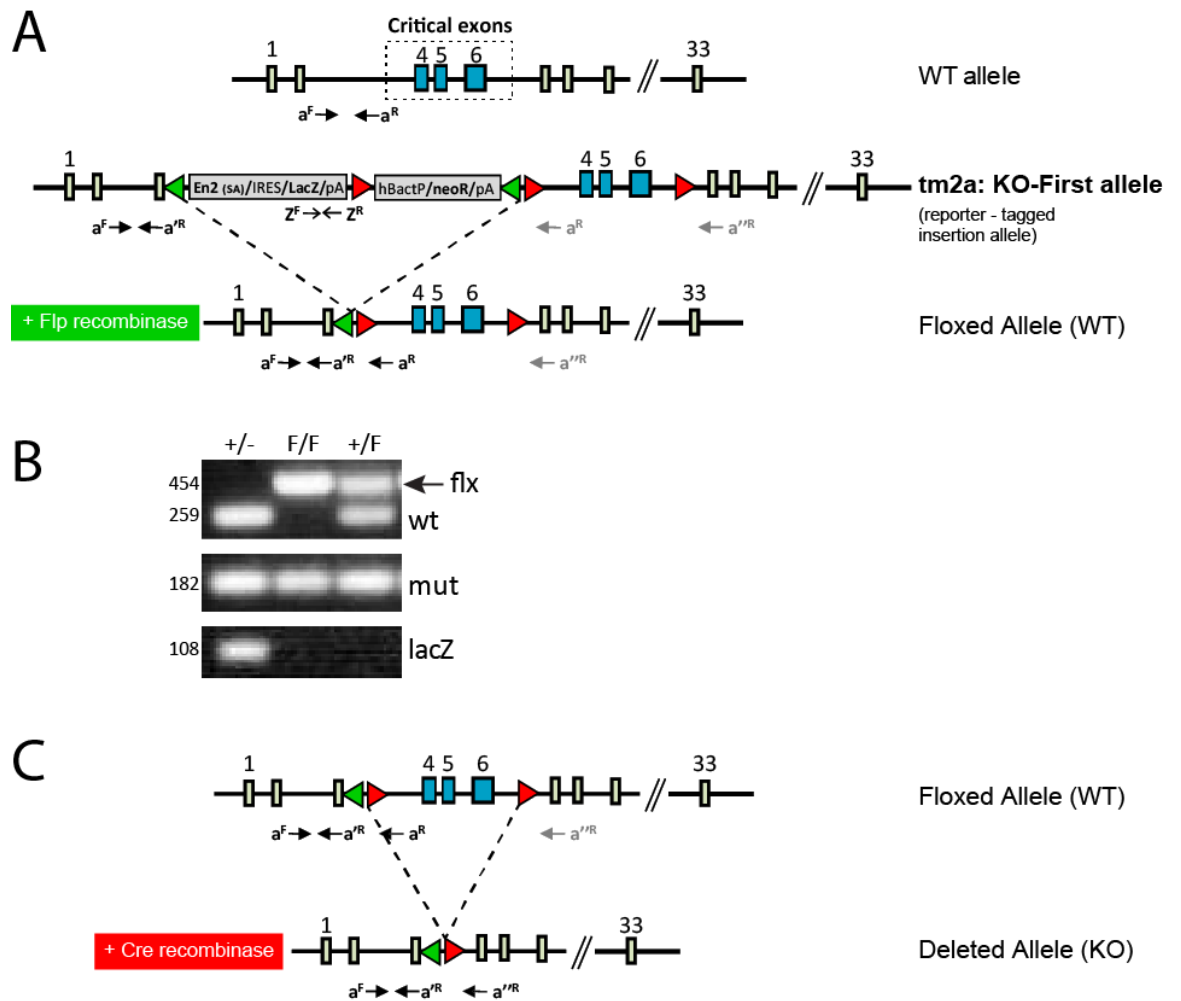 A
Critical exons
1 4 5 6 33
WT allele
aF aR
1 4 5 6 33
En2 (SA)/IRES/LacZ/pA hBactP/neoR/pA
tm2a: KO-First allele
(reporter - tagged
insertion allele)
ZF ZR
aF a'R aR a''R
1 4 5 6 33
+ Flp recombinase
Floxed Allele (WT)
aF a'R aR a''R
B
+/- F/F +/F
454 flx
259 wt
182 mut
108 lacZ
C
1 4 5 6 33
Floxed Allele (WT)
aF a'R aR a''R
1 33
+ Cre recombinase
Deleted Allele (KO)
aF a'R a''R